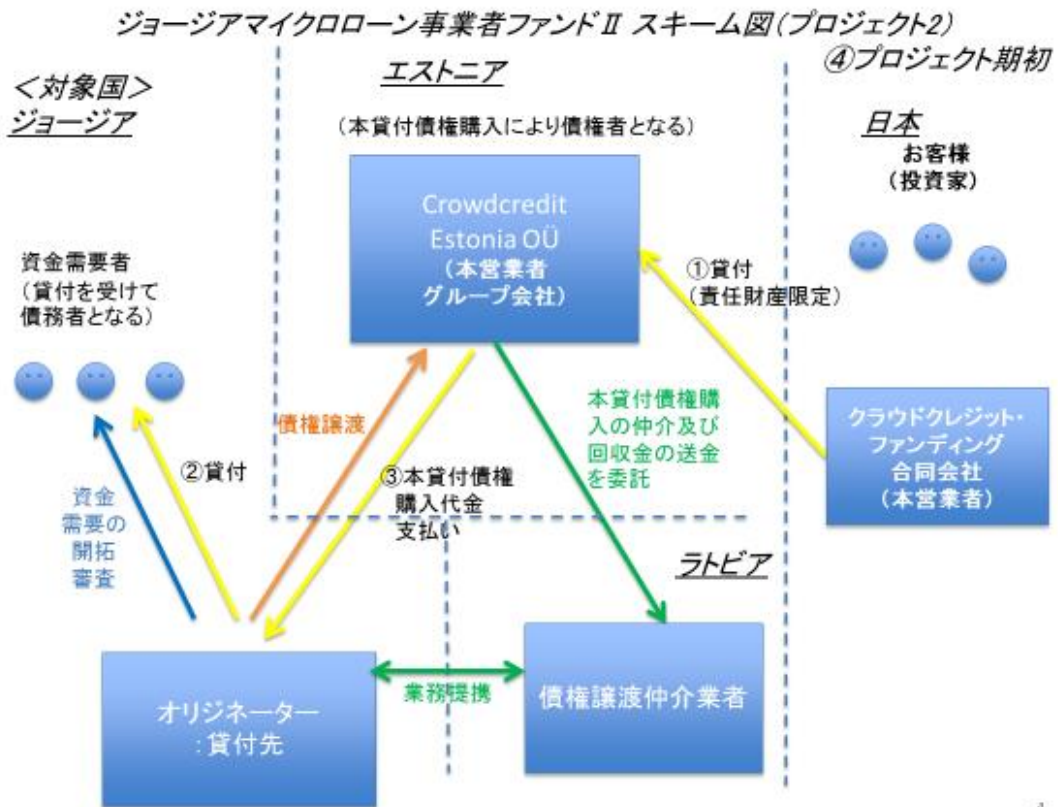 ジョージアマイクロローン事業者ファンドⅡ スキーム図(プロジェクト2)
④プロジェクト期初
<対象国>
ジョージア
エストニア
日本
(本貸付債権購入により債権者となる)
お客様
(投資家)
Crowdcredit
Estonia OÜ
(本営業者
グループ会社)
資金需要者
(貸付を受けて
債務者となる)
①貸付
(責任財産限定)
債権譲渡
本貸付債権購
入の仲介及び
回収金の送金
を委託
クラウドクレジット・
ファンディング
合同会社
(本営業者)
②貸付
③本貸付債権
購入代金
支払い
資金
需要の
開拓
審査
ラトビア
オリジネーター
:貸付先
業務提携
債権譲渡仲介業者